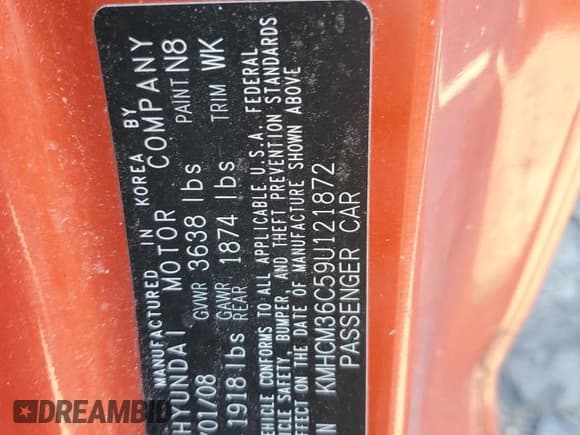 MANUFACTURED IN KOREA BY
HYUNDAI MOTOR COMPANY
/01/08 GVWR 3638 lbs PAINT N8
1918 lbs GAWR REAR 1874 lbs TRIM WK
VEHICLE CONFORMS TO ALL APPLICABLE U.S.A. FEDERAL
VEHICLE SAFETY, BUMPER, AND THEFT PREVENTION STANDARDS
EFFECT ON THE DATE OF MANUFACTURE SHOWN ABOVE
IN KMHCM36C59U121872
PASSENGER CAR
DREAMBID